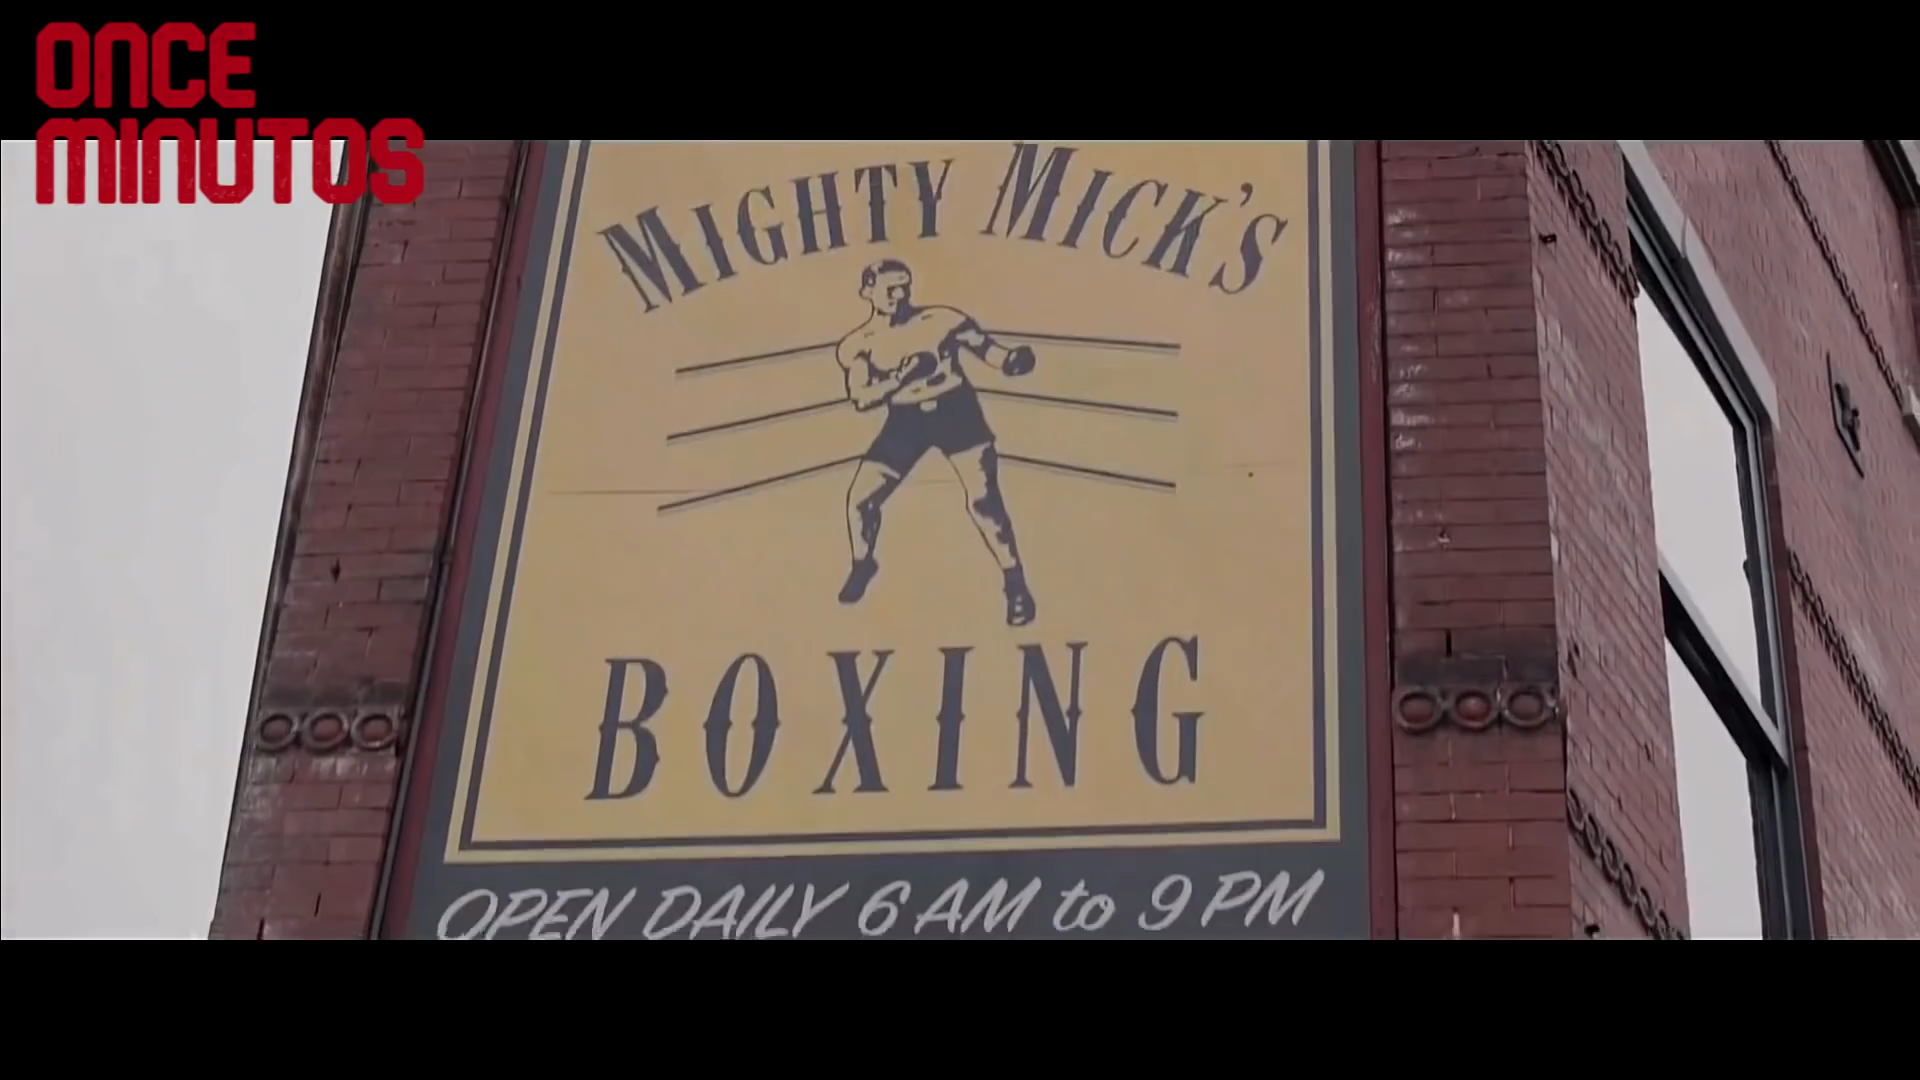 ONCE
MINUTOS
MIGHTY MICK'S
BOXING
OPEN DAILY 6 AM to 9 PM